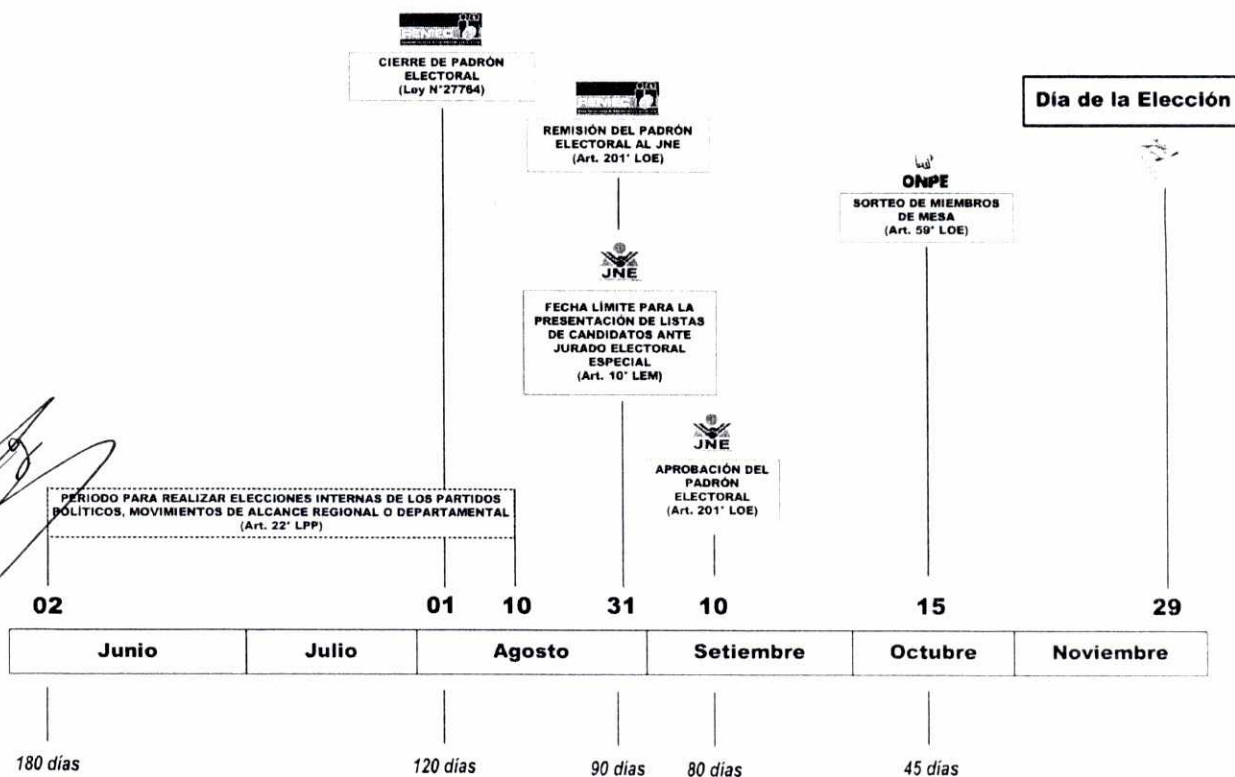 RENIEC
CIERRE DE PADRÓN
ELECTORAL
(Ley N°27764)
RENIEC
REMISIÓN DEL PADRÓN
ELECTORAL AL JNE
(Art. 201° LOE)
Día de la Elección
ONPE
SORTEO DE MIEMBROS
DE MESA
(Art. 59° LOE)
JNE
FECHA LÍMITE PARA LA
PRESENTACIÓN DE LISTAS
DE CANDIDATOS ANTE
JURADO ELECTORAL
ESPECIAL
(Art. 10° LEM)
JNE
APROBACIÓN DEL
PADRÓN
ELECTORAL
(Art. 201° LOE)
PERIODO PARA REALIZAR ELECCIONES INTERNAS DE LOS PARTIDOS
POLÍTICOS, MOVIMIENTOS DE ALCANCE REGIONAL O DEPARTAMENTAL
(Art. 22° LPP)
02 01 10 31 10 15 29
Junio Julio Agosto Setiembre Octubre Noviembre
180 días 120 días 90 días 80 días 45 días